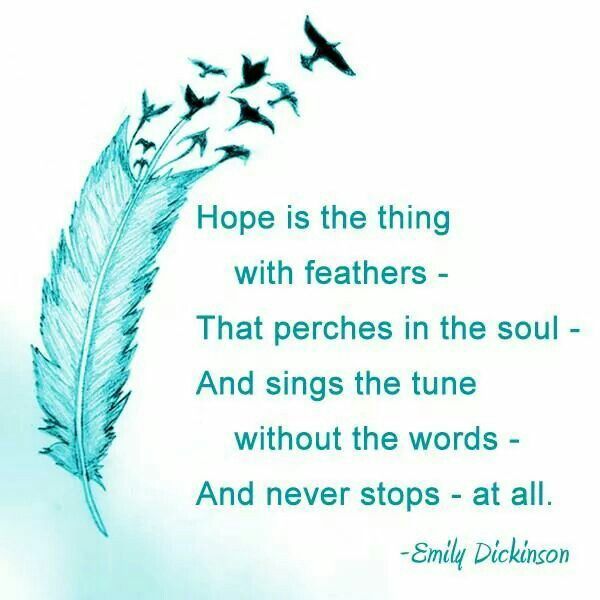 Hope is the thing
with feathers -
That perches in the soul -
And sings the tune
without the words -
And never stops - at all.
-Emily Dickinson